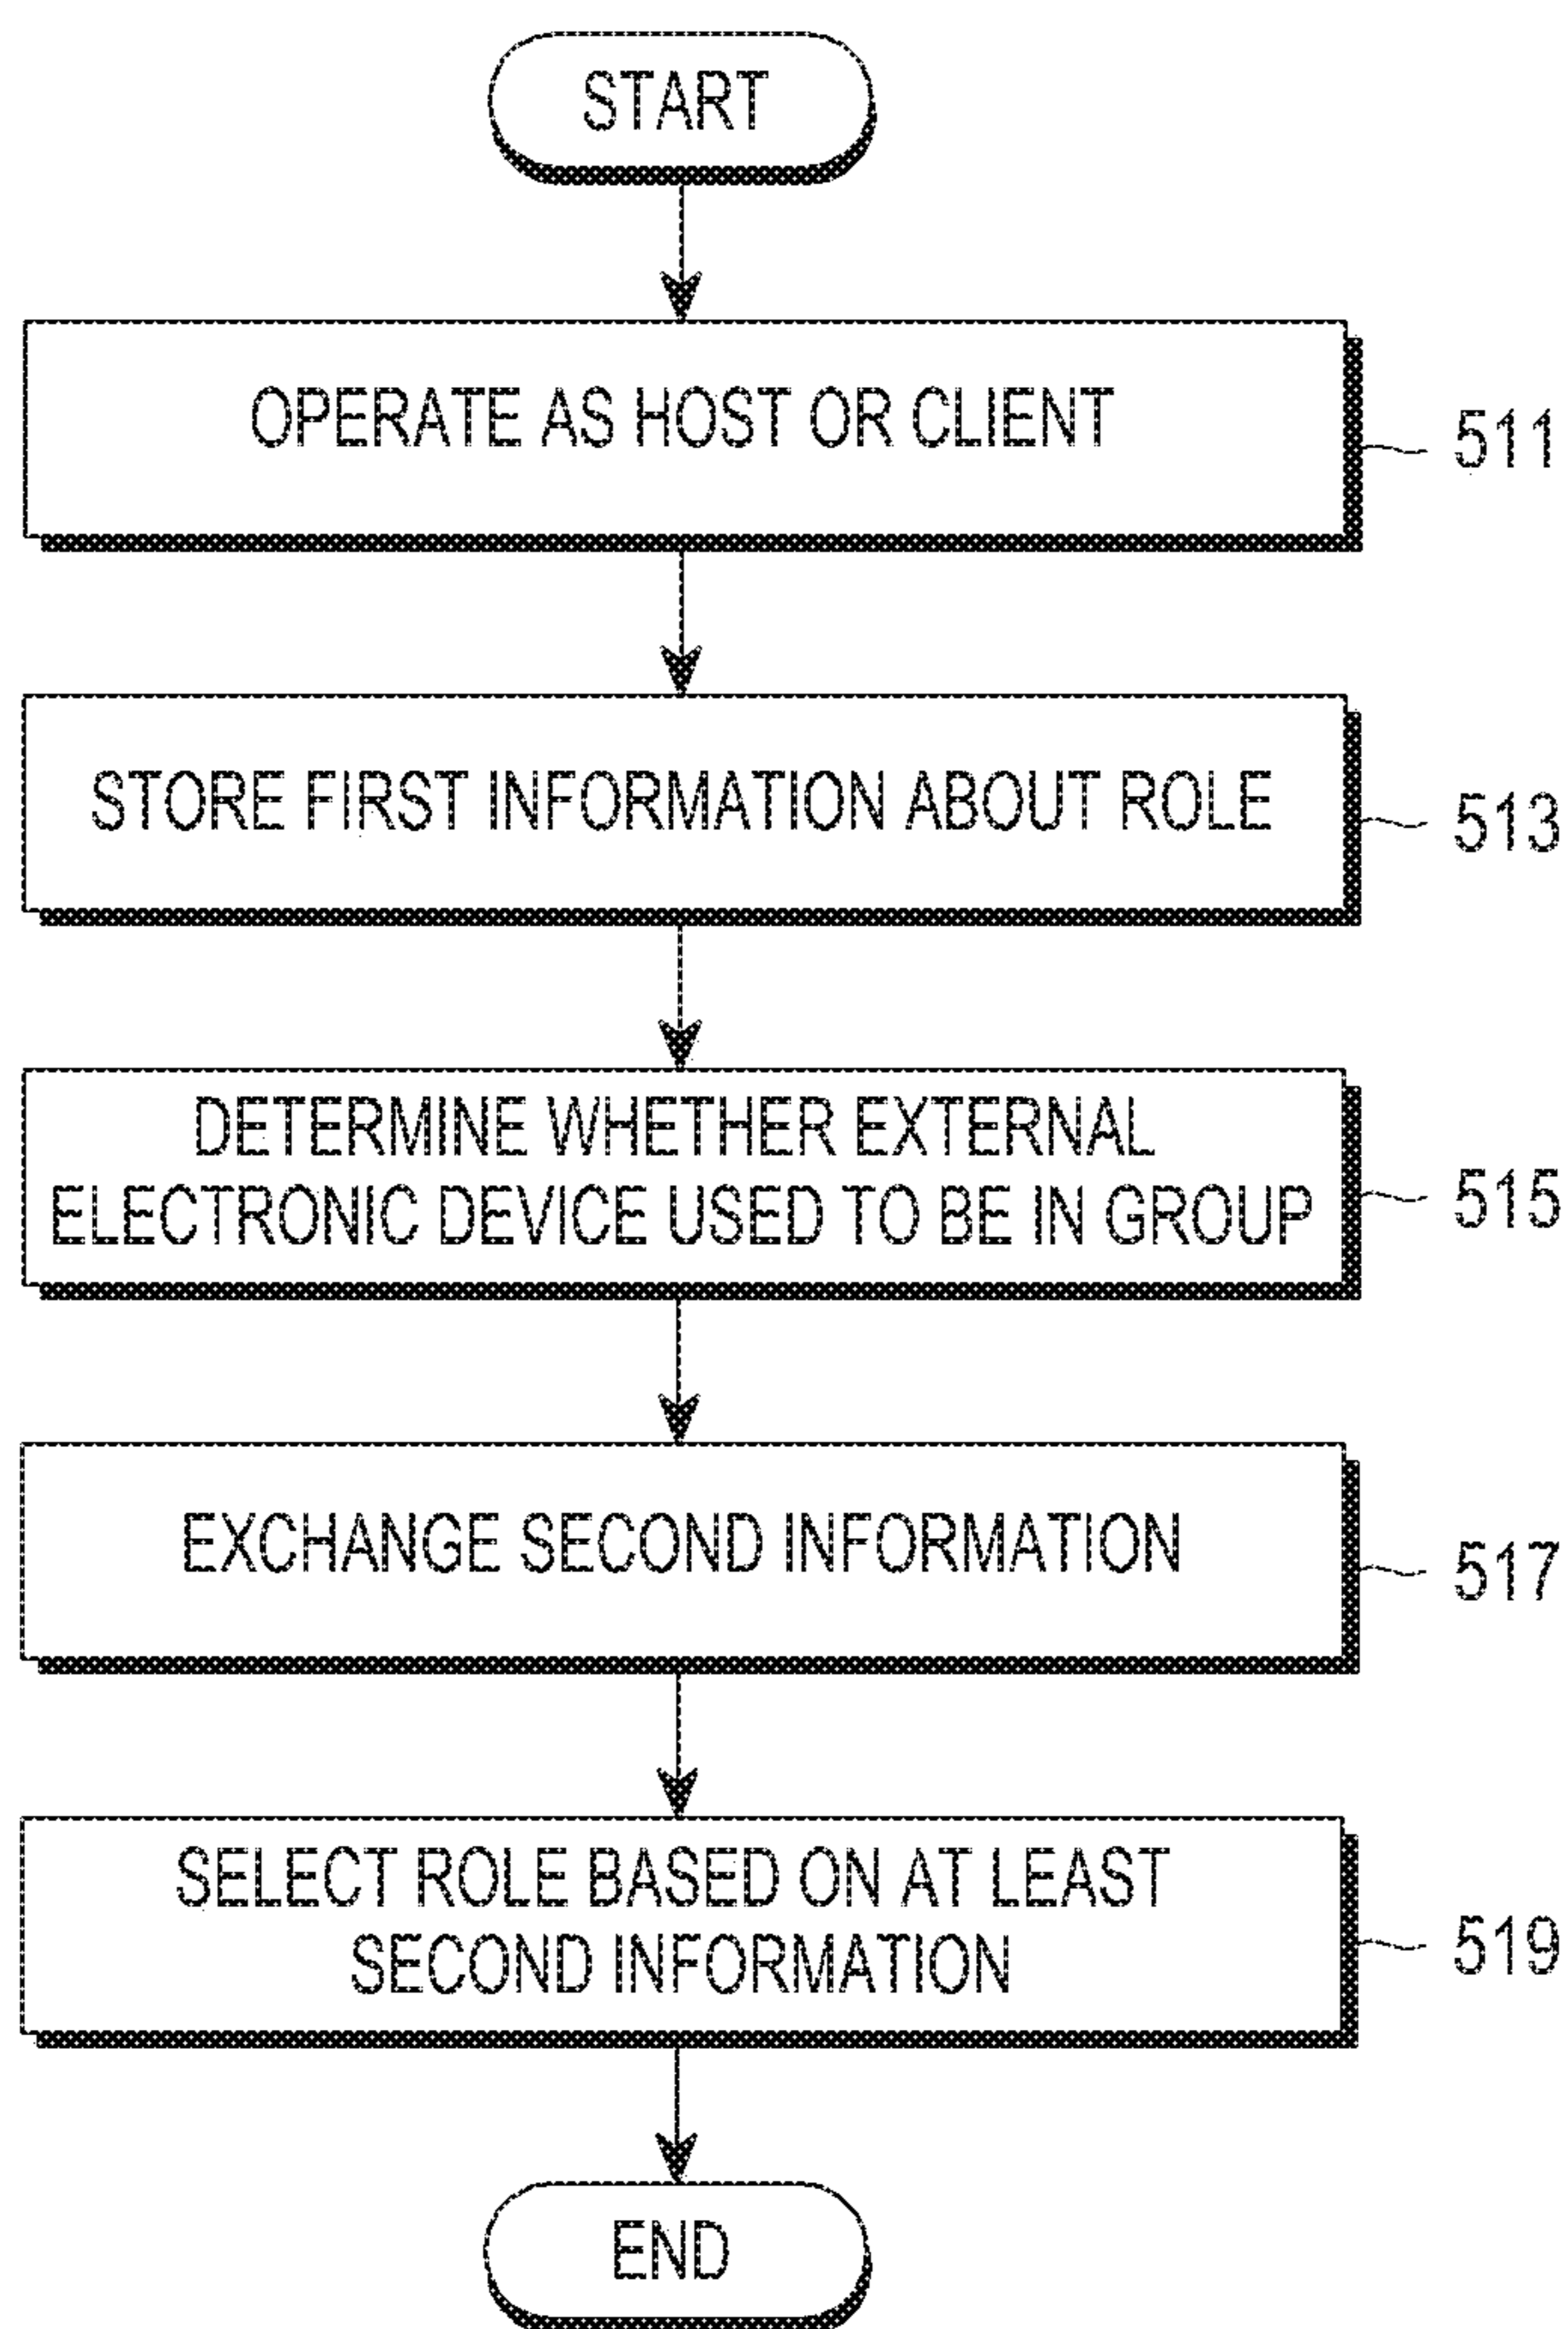 START
OPERATE AS HOST OR CLIENT
511
STORE FIRST INFORMATION ABOUT ROLE
513
DETERMINE WHETHER EXTERNAL
ELECTRONIC DEVICE USED TO BE IN GROUP
515
EXCHANGE SECOND INFORMATION
517
SELECT ROLE BASED ON AT LEAST
SECOND INFORMATION
519
END